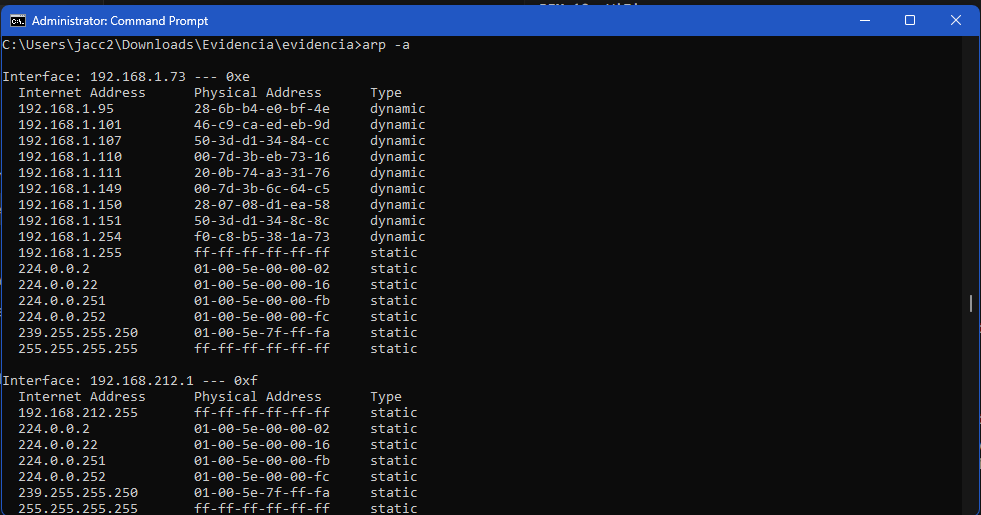 Administrator: Command Prompt
C:\Users\jacc2\Downloads\Evidencia\evidencia>arp -a
Interface: 192.168.1.73 --- 0xe
Internet Address Physical Address Type
192.168.1.95 28-6b-b4-e0-bf-4e dynamic
192.168.1.101 46-c9-ca-ed-eb-9d dynamic
192.168.1.107 50-3d-d1-34-84-cc dynamic
192.168.1.110 00-7d-3b-eb-73-16 dynamic
192.168.1.111 20-0b-74-a3-31-76 dynamic
192.168.1.149 00-7d-3b-6c-64-c5 dynamic
192.168.1.150 28-07-08-d1-ea-58 dynamic
192.168.1.151 50-3d-d1-34-8c-8c dynamic
192.168.1.254 f0-c8-b5-38-1a-73 dynamic
192.168.1.255 ff-ff-ff-ff-ff-ff static
224.0.0.2 01-00-5e-00-00-02 static
224.0.0.22 01-00-5e-00-00-16 static
224.0.0.251 01-00-5e-00-00-fb static
224.0.0.252 01-00-5e-00-00-fc static
239.255.255.250 01-00-5e-7f-ff-fa static
255.255.255.255 ff-ff-ff-ff-ff-ff static
Interface: 192.168.212.1 --- 0xf
Internet Address Physical Address Type
192.168.212.255 ff-ff-ff-ff-ff-ff static
224.0.0.2 01-00-5e-00-00-02 static
224.0.0.22 01-00-5e-00-00-16 static
224.0.0.251 01-00-5e-00-00-fb static
224.0.0.252 01-00-5e-00-00-fc static
239.255.255.250 01-00-5e-7f-ff-fa static
255.255.255.255 ff-ff-ff-ff-ff-ff static